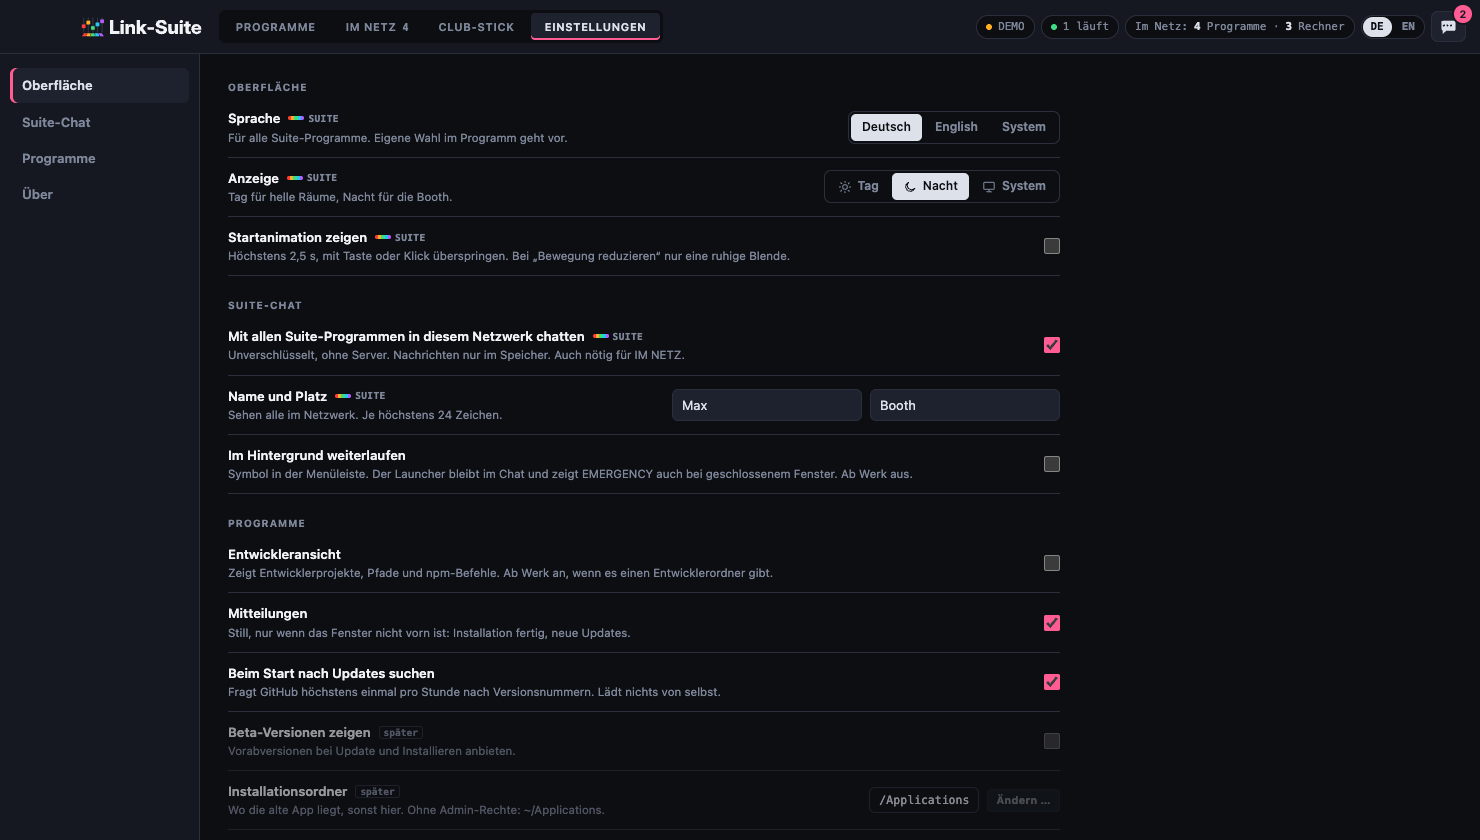 Link-Suite
PROGRAMME
IM NETZ 4
CLUB-STICK
EINSTELLUNGEN
DEMO
1 läuft
Im Netz: 4 Programme · 3 Rechner
DE
EN
2
Oberfläche
Suite-Chat
Programme
Über
OBERFLÄCHE
Sprache SUITE
Für alle Suite-Programme. Eigene Wahl im Programm geht vor.
Deutsch
English
System
Anzeige SUITE
Tag für helle Räume, Nacht für die Booth.
Tag
Nacht
System
Startanimation zeigen SUITE
Höchstens 2,5 s, mit Taste oder Klick überspringen. Bei „Bewegung reduzieren“ nur eine ruhige Blende.
SUITE-CHAT
Mit allen Suite-Programmen in diesem Netzwerk chatten SUITE
Unverschlüsselt, ohne Server. Nachrichten nur im Speicher. Auch nötig für IM NETZ.
Name und Platz SUITE
Sehen alle im Netzwerk. Je höchstens 24 Zeichen.
Max
Booth
Im Hintergrund weiterlaufen
Symbol in der Menüleiste. Der Launcher bleibt im Chat und zeigt EMERGENCY auch bei geschlossenem Fenster. Ab Werk aus.
PROGRAMME
Entwickleransicht
Zeigt Entwicklerprojekte, Pfade und npm-Befehle. Ab Werk an, wenn es einen Entwicklerordner gibt.
Mitteilungen
Still, nur wenn das Fenster nicht vorn ist: Installation fertig, neue Updates.
Beim Start nach Updates suchen
Fragt GitHub höchstens einmal pro Stunde nach Versionsnummern. Lädt nichts von selbst.
Beta-Versionen zeigen später
Vorabversionen bei Update und Installieren anbieten.
Installationsordner später
Wo die alte App liegt, sonst hier. Ohne Admin-Rechte: ~/Applications.
/Applications
Ändern …